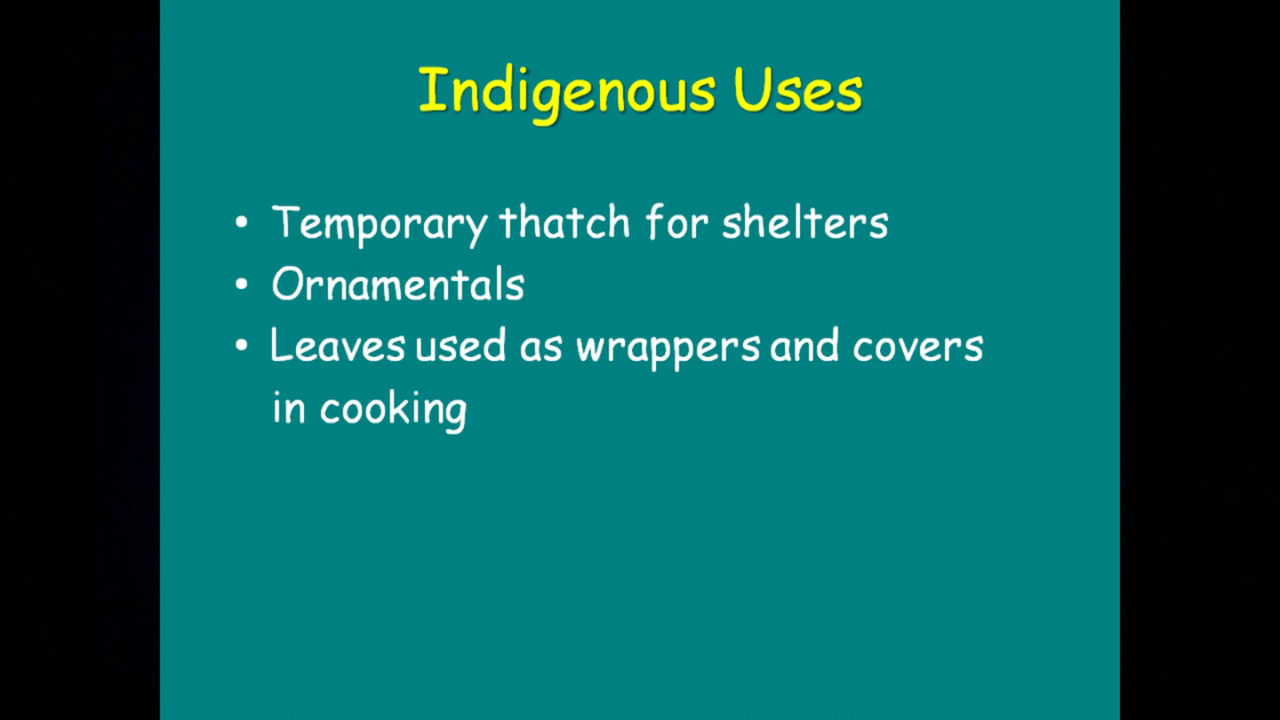 Indigenous Uses
• Temporary thatch for shelters
• Ornamentals
• Leaves used as wrappers and covers
in cooking